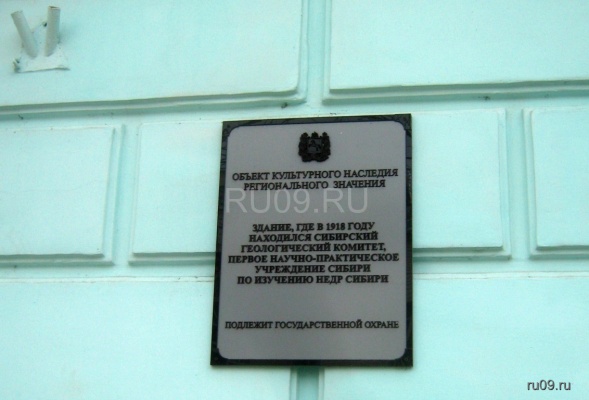 ОБЪЕКТ КУЛЬТУРНОГО НАСЛЕДИЯ
РЕГИОНАЛЬНОГО ЗНАЧЕНИЯ
RU09.RU
ЗДАНИЕ, ГДЕ В 1918 ГОДУ
НАХОДИЛСЯ СИБИРСКИЙ
ГЕОЛОГИЧЕСКИЙ КОМИТЕТ,
ПЕРВОЕ НАУЧНО-ПРАКТИЧЕСКОЕ
УЧРЕЖДЕНИЕ СИБИРИ
ПО ИЗУЧЕНИЮ НЕДР СИБИРИ
ПОДЛЕЖИТ ГОСУДАРСТВЕННОЙ ОХРАНЕ
ru09.ru